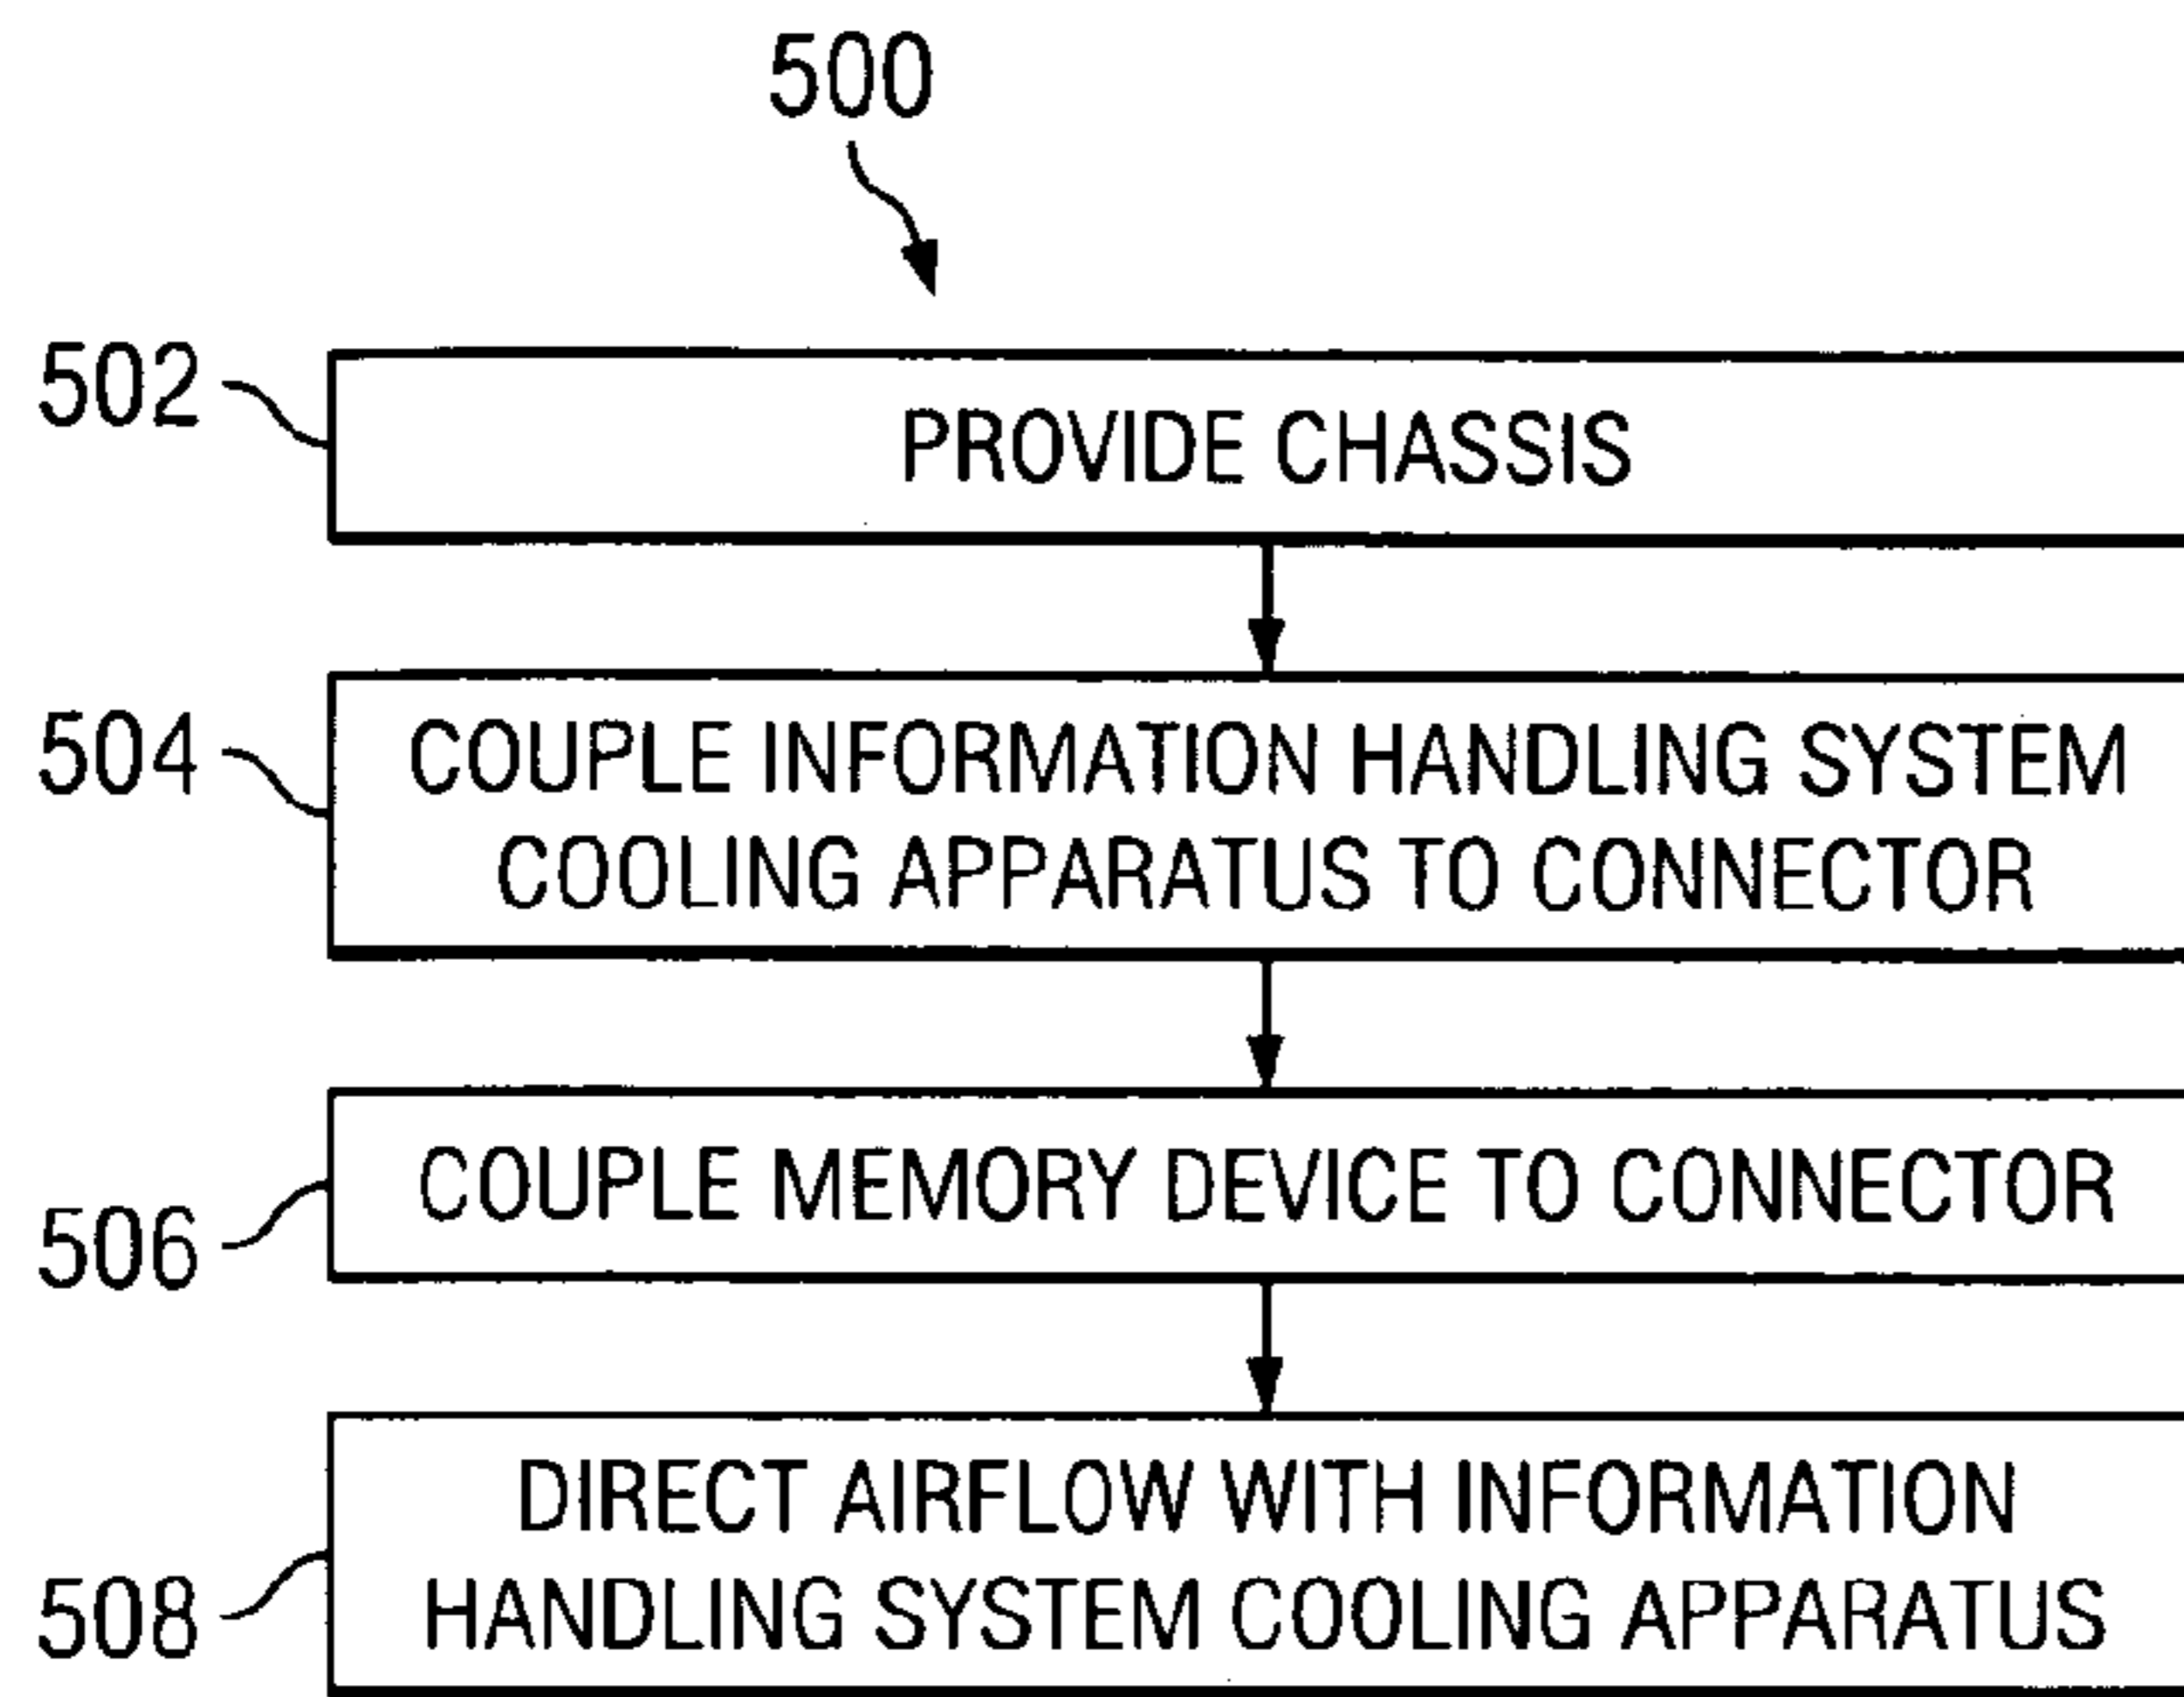 500
502
PROVIDE CHASSIS
504
COUPLE INFORMATION HANDLING SYSTEM
COOLING APPARATUS TO CONNECTOR
506
COUPLE MEMORY DEVICE TO CONNECTOR
508
DIRECT AIRFLOW WITH INFORMATION
HANDLING SYSTEM COOLING APPARATUS